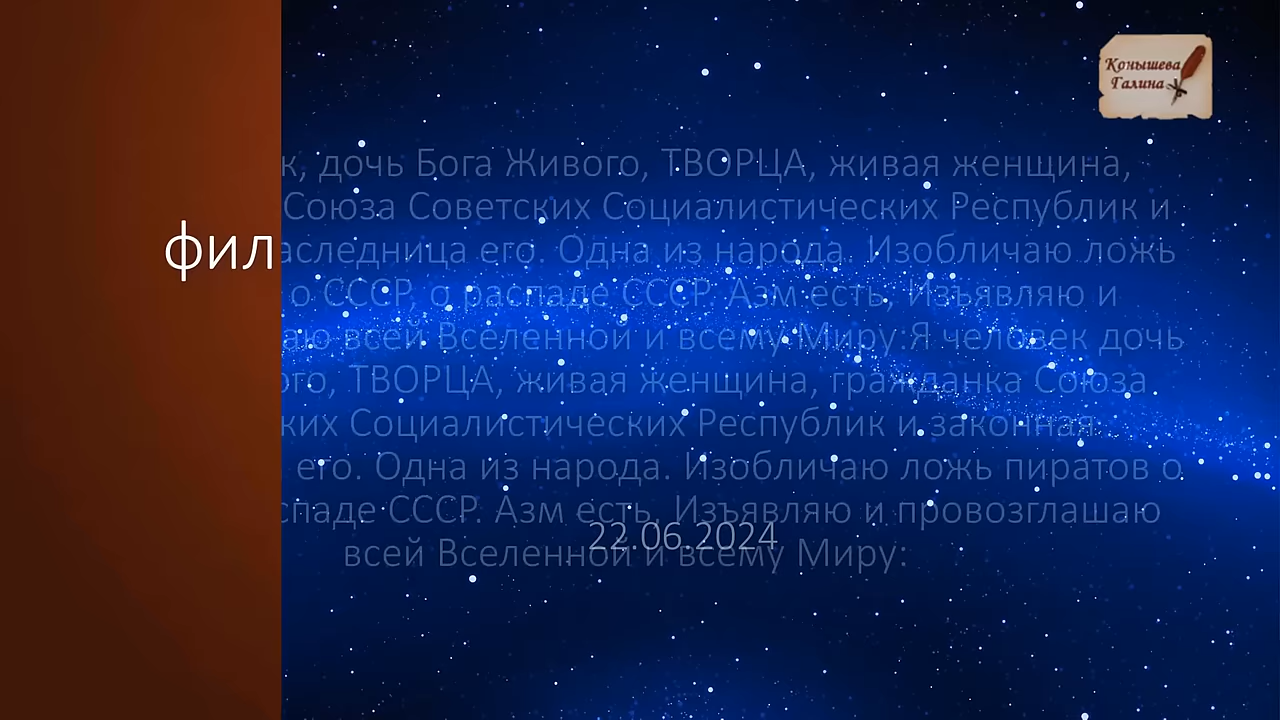 Конышева
Галина
к, дочь Бога Живого, ТВОРЦА, живая женщина,
Союза Советских Социалистических Республик и
аследница его. Одна из народа. Изобличаю ложь
фил
о СССР, о распаде СССР. Азм есть, Изъявляю и
аю всей Вселенной и всему Миру:Я человек дочь
ого, ТВОРЦА, живая женщина, гражданка Союза
ких Социалистических Республик и законная
его. Одна из народа. Изобличаю ложь пиратов о
спаде СССР. Азм есть, Изъявляю и провозглашаю
22.06.2024
всей Вселенной и всему Миру: